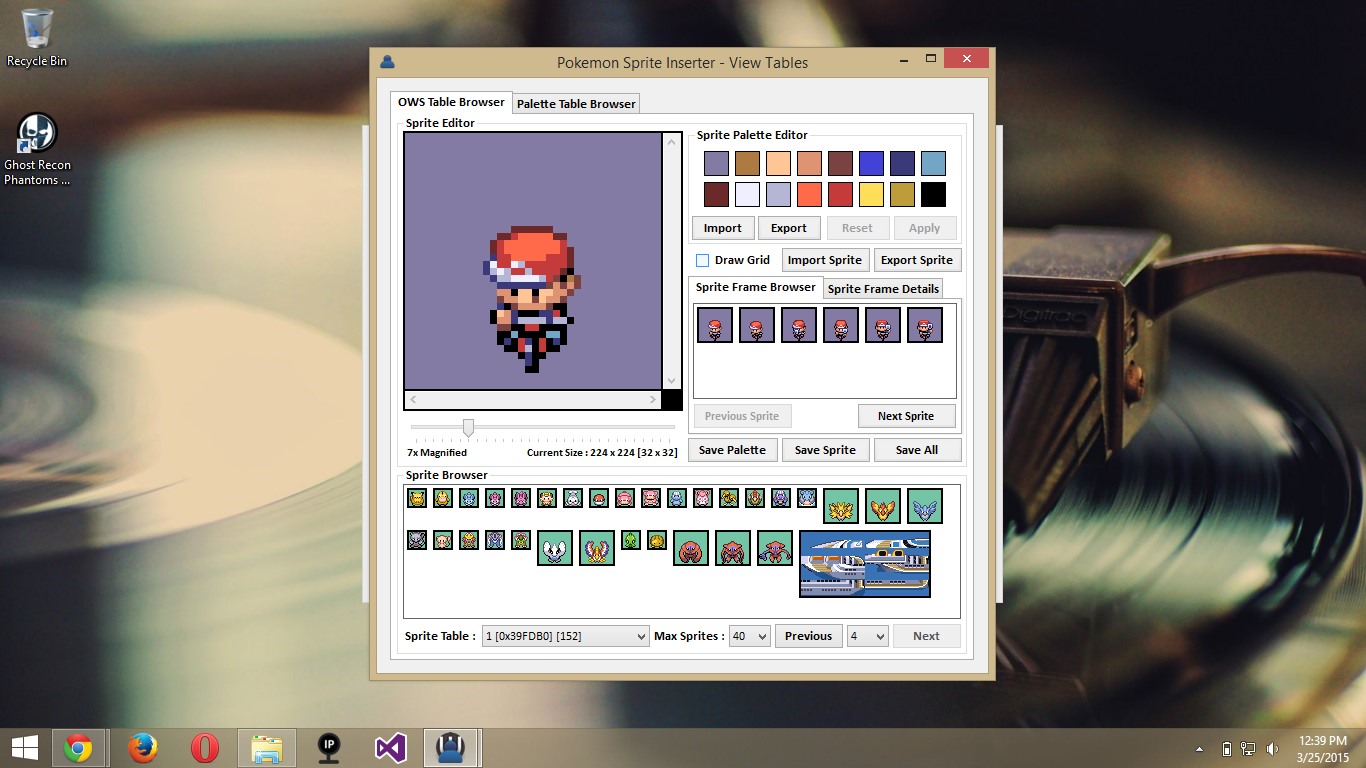 Recycle Bin
Ghost Recon
Phantoms ...
Pokemon Sprite Inserter - View Tables
OWS Table Browser
Palette Table Browser
Sprite Editor
7x Magnified
Current Size : 224 x 224 [32 x 32]
Sprite Palette Editor
Import
Export
Reset
Apply
Draw Grid
Import Sprite
Export Sprite
Sprite Frame Browser
Sprite Frame Details
Previous Sprite
Next Sprite
Save Palette
Save Sprite
Save All
Sprite Browser
Sprite Table :
1 [0x39FDB0] [152]
Max Sprites :
40
Previous
4
Next
Digitrac
IP
12:39 PM
3/25/2015